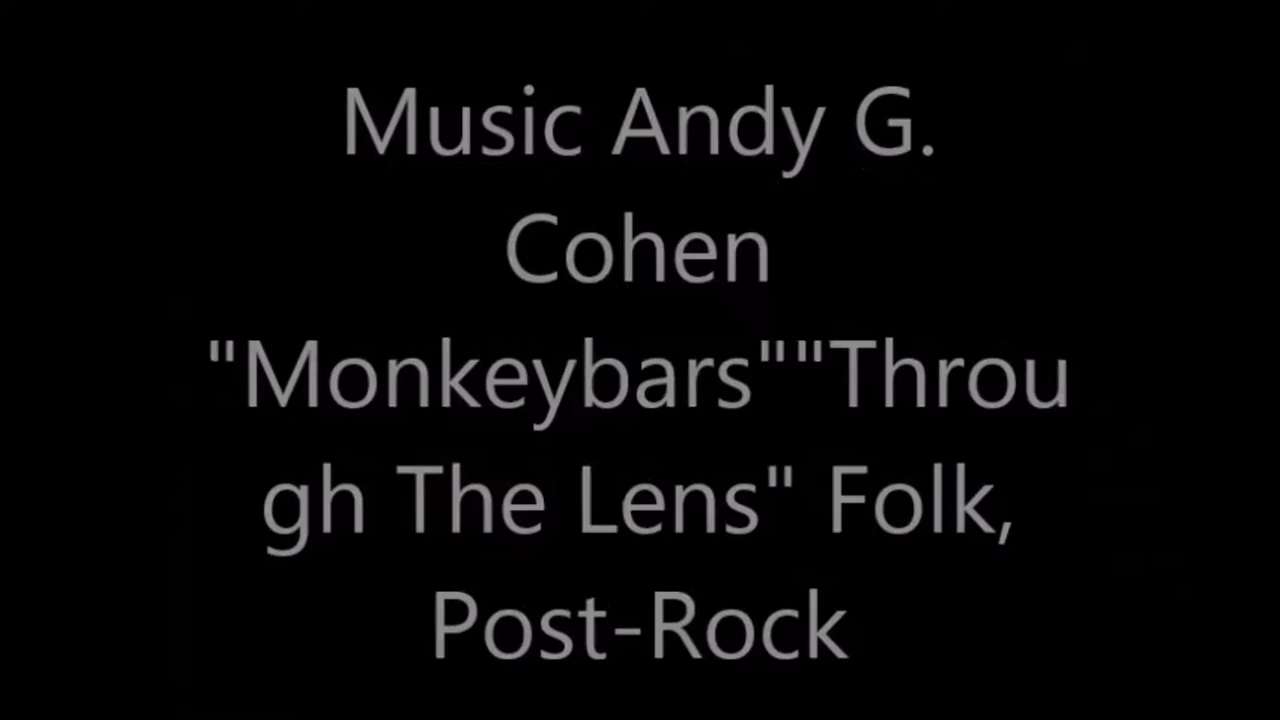 Music Andy G.
Cohen
"Monkeybars""Throu
gh The Lens" Folk,
Post-Rock